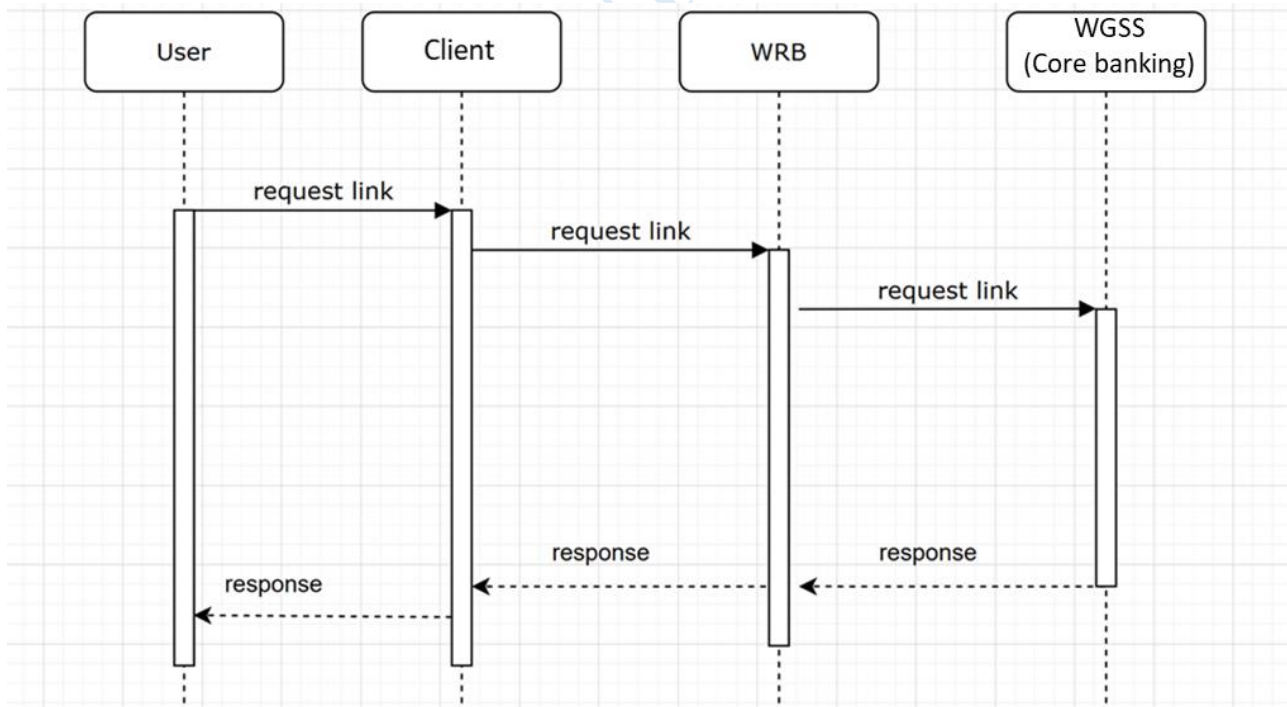 User
Client
WRB
WGSS
(Core banking)
request link
request link
request link
response
response
response